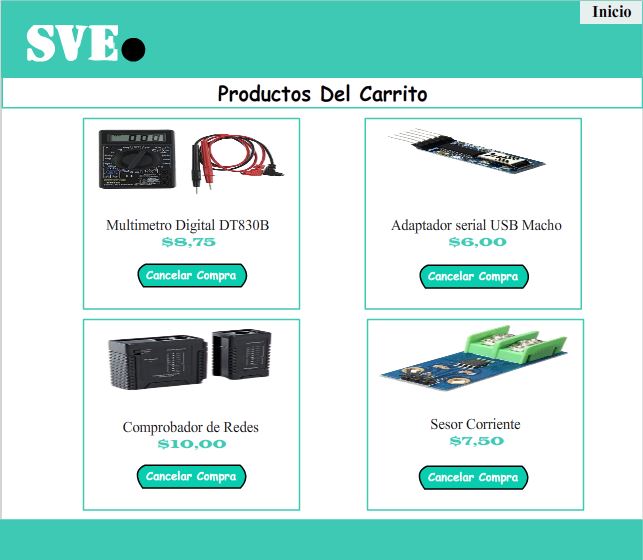 Inicio
SVE
Productos Del Carrito
Multimetro Digital DT830B
$8,75
Cancelar Compra
Adaptador serial USB Macho
$6,00
Cancelar Compra
Comprobador de Redes
$10,00
Cancelar Compra
Sesor Corriente
$7,50
Cancelar Compra